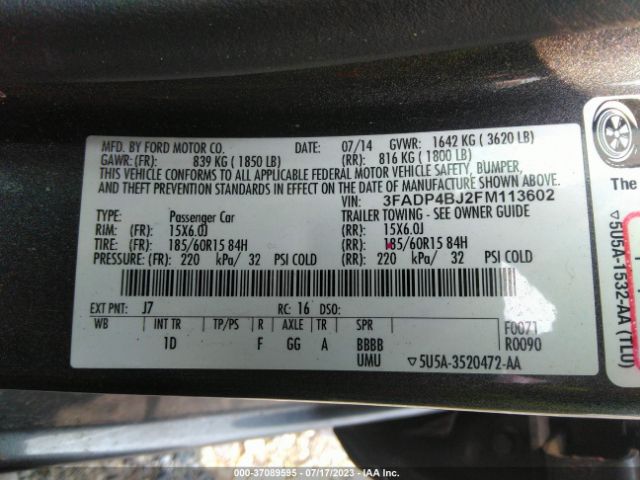 MFD. BY FORD MOTOR CO. DATE: 07/14 GVWR: 1642 KG ( 3620 LB)
GAWR: (FR): 839 KG ( 1850 LB) (RR): 816 KG ( 1800 LB)
THIS VEHICLE CONFORMS TO ALL APPLICABLE FEDERAL MOTOR VEHICLE SAFETY, BUMPER,
AND THEFT PREVENTION STANDARDS IN EFFECT ON THE DATE OF MANUFACTURE SHOWN ABOVE.
VIN: 3FADP4BJ2FM113602
TYPE: Passenger Car TRAILER TOWING - SEE OWNER GUIDE
RIM: (FR): 15X6.0J (RR): 15X6.0J
TIRE: (FR): 185/60R15 84H (RR): 185/60R15 84H
PRESSURE: (FR): 220 kPa/ 32 PSI COLD (RR): 220 kPa/ 32 PSI COLD
EXT PNT: J7 RC: 16 DSO:
WB INT TR TP/PS R AXLE TR SPR F0071
1D F GG A BBBB R0090
UMU ▽5U5A-3520472-AA
The
▽5U5A-1532-AA (TL0)
000-37089595 - 07/17/2023 - IAA Inc.